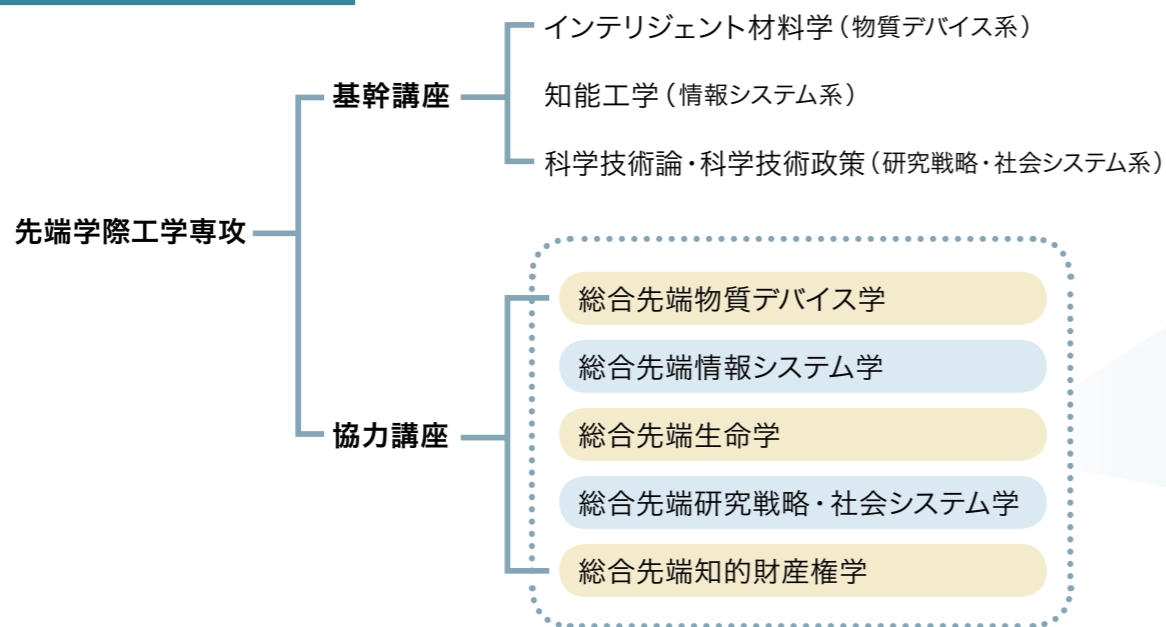 インテリジェント材料学（物質デバイス系）
基幹講座
知能工学（情報システム系）
科学技術論・科学技術政策（研究戦略・社会システム系）
先端学際工学専攻
総合先端物質デバイス学
総合先端情報システム学
協力講座
総合先端生命学
総合先端研究戦略・社会システム学
総合先端知的財産権学